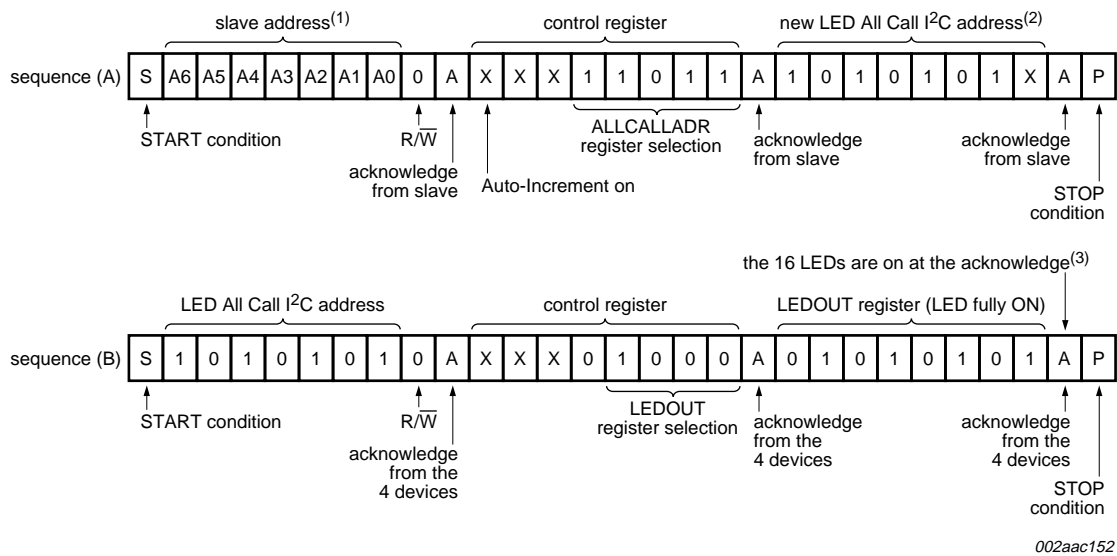 slave address(1)
control register
new LED All Call I2C address(2)
sequence (A)
S A6 A5 A4 A3 A2 A1 A0 0 A X X X 1 1 0 1 1 A 1 0 1 0 1 0 1 X A P
START condition
R/W̅
acknowledge
from slave
Auto-Increment on
ALLCALLADR
register selection
acknowledge
from slave
acknowledge
from slave
STOP
condition
the 16 LEDs are on at the acknowledge(3)
LED All Call I2C address
control register
LEDOUT register (LED fully ON)
sequence (B)
S 1 0 1 0 1 0 1 0 A X X X 0 1 0 0 0 A 0 1 0 1 0 1 0 1 A P
START condition
R/W̅
acknowledge
from the
4 devices
LEDOUT
register selection
acknowledge
from the
4 devices
acknowledge
from the
4 devices
STOP
condition
002aac152